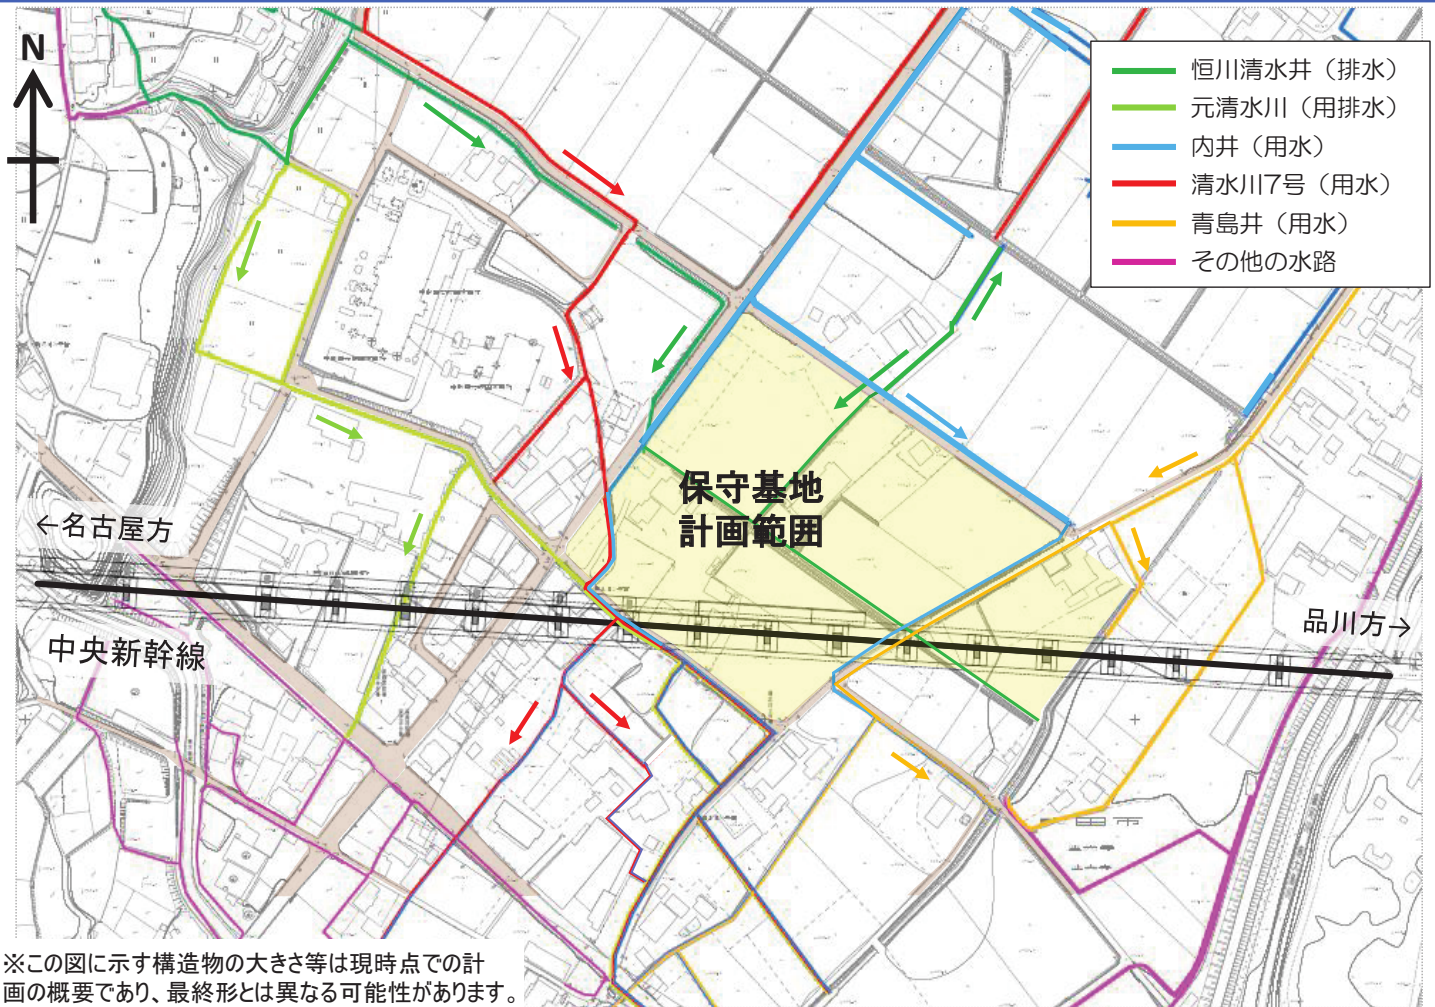 N
恒川清水井（排水）
元清水川（用排水）
内井（用水）
清水川7号（用水）
青島井（用水）
その他の水路
保守基地
計画範囲
←名古屋方
品川方→
中央新幹線
※この図に示す構造物の大きさ等は現時点での計
画の概要であり、最終形とは異なる可能性があります。